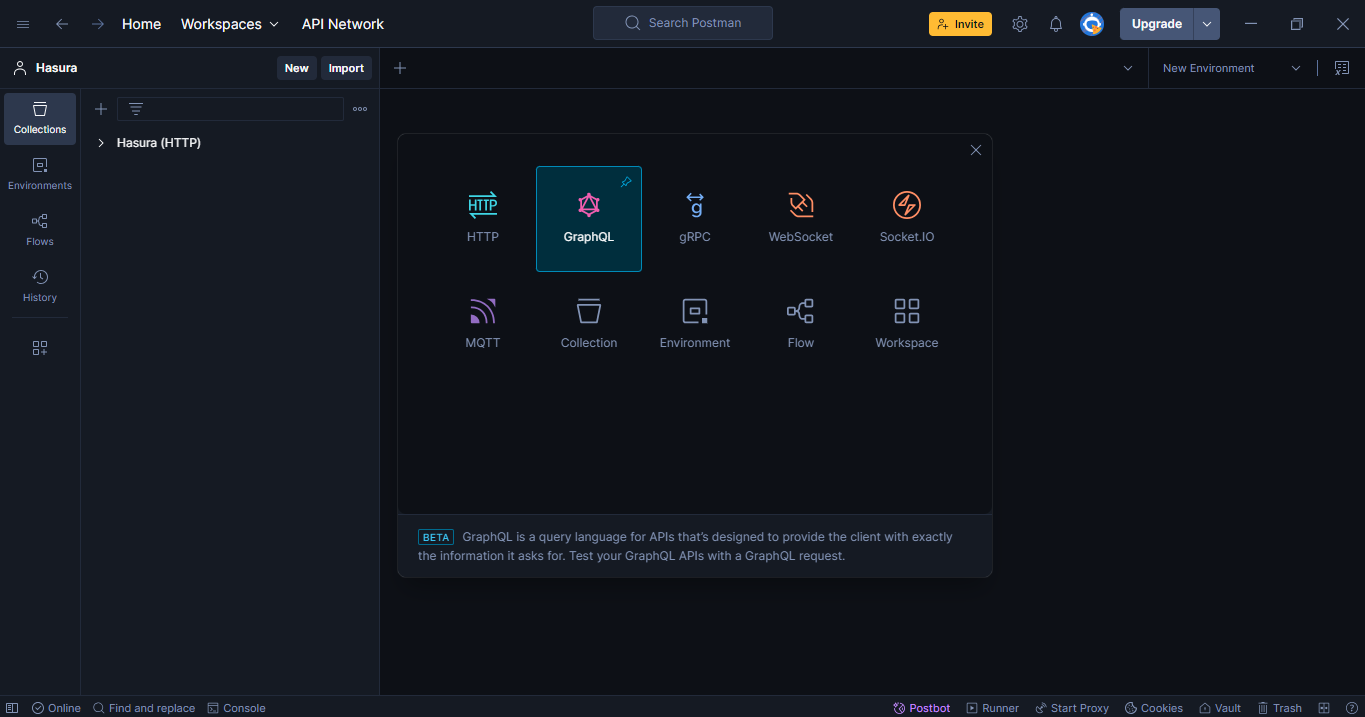 Home Workspaces API Network Search Postman Invite Upgrade
Hasura New Import New Environment
Collections
Environments
Flows
History
Hasura (HTTP)
HTTP GraphQL gRPC WebSocket Socket.IO
MQTT Collection Environment Flow Workspace
BETA GraphQL is a query language for APIs that's designed to provide the client with exactly
the information it asks for. Test your GraphQL APIs with a GraphQL request.
Online Find and replace Console Postbot Runner Start Proxy Cookies Vault Trash